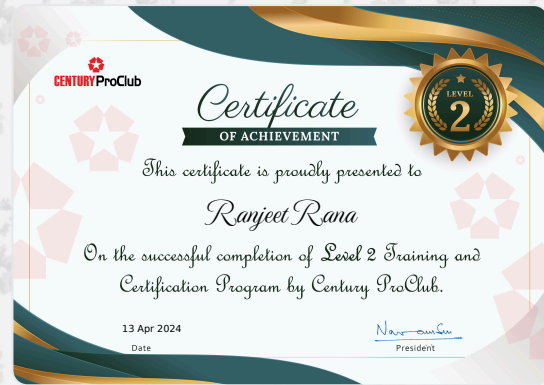 CENTURY ProClub
LEVEL
2
Certificate
OF ACHIEVEMENT
This certificate is proudly presented to
Ranjeet Rana
On the successful completion of Level 2 Training and
Certification Program by Century ProClub.
13 Apr 2024
Date
President